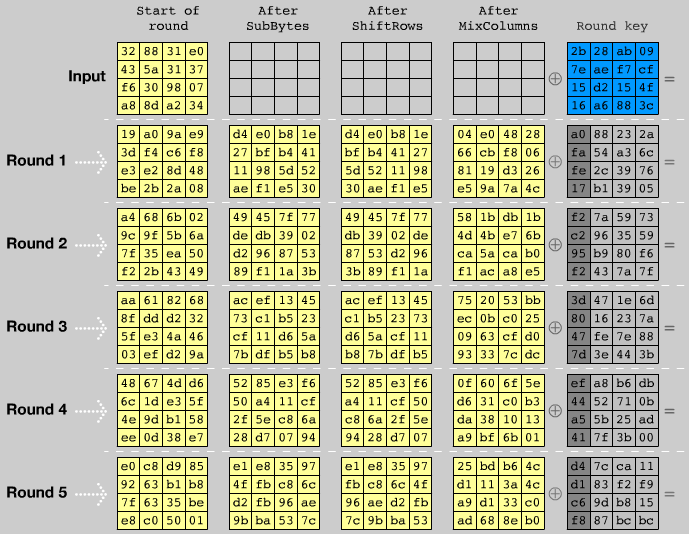 Start of round After SubBytes After ShiftRows After MixColumns Round key
32 88 31 e0 2b 28 ab 09
43 5a 31 37 7e ae f7 cf
Input ⊕ =
f6 30 98 07 15 d2 15 4f
a8 8d a2 34 16 a6 88 3c
19 a0 9a e9 d4 e0 b8 1e d4 e0 b8 1e 04 e0 48 28 a0 88 23 2a
3d f4 c6 f8 27 bf b4 41 bf b4 41 27 66 cb f8 06 fa 54 a3 6c
Round 1 ⊕ =
e3 e2 8d 48 11 98 5d 52 5d 52 11 98 81 19 d3 26 fe 2c 39 76
be 2b 2a 08 ae f1 e5 30 30 ae f1 e5 e5 9a 7a 4c 17 b1 39 05
a4 68 6b 02 49 45 7f 77 49 45 7f 77 58 1b db 1b f2 7a 59 73
9c 9f 5b 6a de db 39 02 db 39 02 de 4d 4b e7 6b c2 96 35 59
Round 2 ⊕ =
7f 35 ea 50 d2 96 87 53 87 53 d2 96 ca 5a ca b0 95 b9 80 f6
f2 2b 43 49 89 f1 1a 3b 3b 89 f1 1a f1 ac a8 e5 f2 43 7a 7f
aa 61 82 68 ac ef 13 45 ac ef 13 45 75 20 53 bb 3d 47 1e 6d
8f dd d2 32 73 c1 b5 23 c1 b5 23 73 ec 0b c0 25 80 16 23 7a
Round 3 ⊕ =
5f e3 4a 46 cf 11 d6 5a d6 5a cf 11 09 63 cf d0 47 fe 7e 88
03 ef d2 9a 7b df b5 b8 b8 7b df b5 93 33 7c dc 7d 3e 44 3b
48 67 4d d6 52 85 e3 f6 52 85 e3 f6 0f 60 6f 5e ef a8 b6 db
6c 1d e3 5f 50 a4 11 cf a4 11 cf 50 d6 31 c0 b3 44 52 71 0b
Round 4 ⊕ =
4e 9d b1 58 2f 5e c8 6a c8 6a 2f 5e da 38 10 13 a5 5b 25 ad
ee 0d 38 e7 28 d7 07 94 94 28 d7 07 a9 bf 6b 01 41 7f 3b 00
e0 c8 d9 85 e1 e8 35 97 e1 e8 35 97 25 bd b6 4c d4 7c ca 11
92 63 b1 b8 4f fb c8 6c fb c8 6c 4f d1 11 3a 4c d1 83 f2 f9
Round 5 ⊕ =
7f 63 35 be d2 fb 96 ae 96 ae d2 fb a9 d1 33 c0 c6 9d b8 15
e8 c0 50 01 9b ba 53 7c 7c 9b ba 53 ad 68 8e b0 f8 87 bc bc